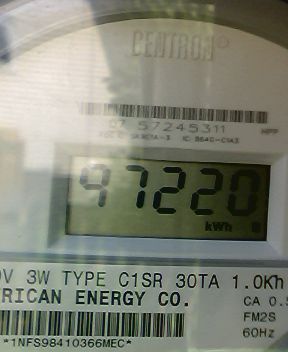 CENTRON®
57245311
97220
kWh
V 3W TYPE C1SR 30TA 1.0Kh
RICAN ENERGY CO.
CA 0.5
FM2S
60Hz
*1NFS98410366MEC*